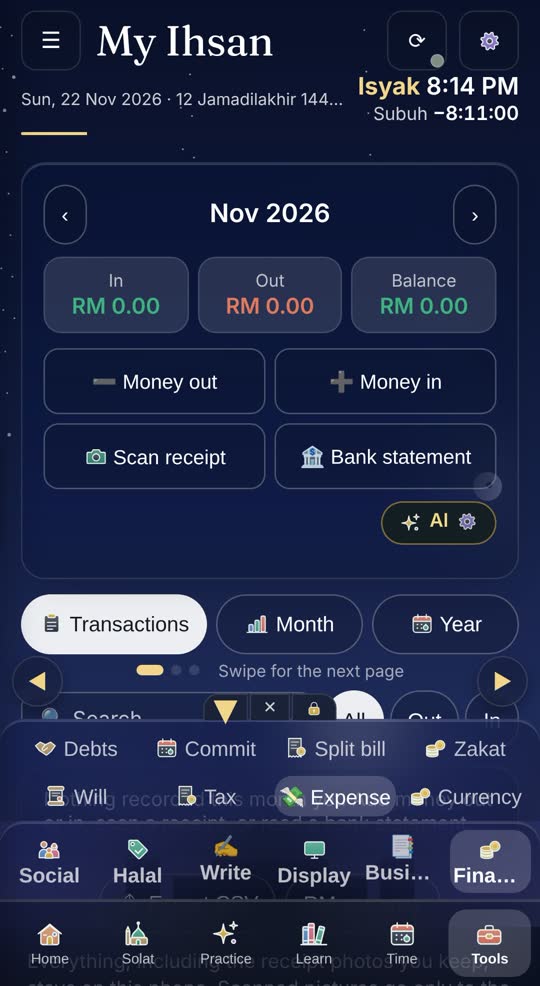 My Ihsan
Sun, 22 Nov 2026 · 12 Jamadilakhir 144...
Isyak 8:14 PM
Subuh −8:11:00
Nov 2026
In
RM 0.00
Out
RM 0.00
Balance
RM 0.00
Money out
Money in
Scan receipt
Bank statement
AI
Transactions
Month
Year
Swipe for the next page
Search
All
Out
In
Debts
Commit
Split bill
Zakat
Will
Tax
Expense
Currency
Social
Halal
Write
Display
Busi...
Fina...
Home
Solat
Practice
Learn
Time
Tools
Everything, including the receipt photos you keep,